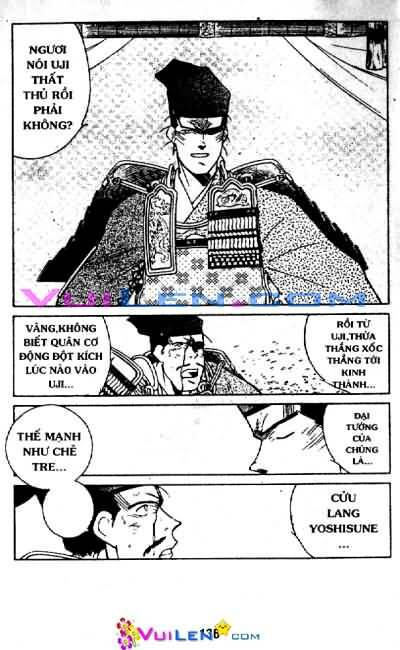 NGƯƠI
NÓI UJI
THẤT
THỦ RỒI
PHẢI
KHÔNG?
VUILEN.COM
VÂNG,KHÔNG
BIẾT QUÂN CƠ
ĐỘNG ĐỘT KÍCH
LÚC NÀO VÀO
UJI...
RỒI TỪ
UJI,THỪA
THẮNG XỐC
THẲNG TỚI
KINH
THÀNH...
THẾ MẠNH
NHƯ CHẺ
TRE...
ĐẠI
TƯỚNG
CỦA
CHÚNG
LÀ...
CỬU
LANG
YOSHISUNE
...
136
VUILEN.COM